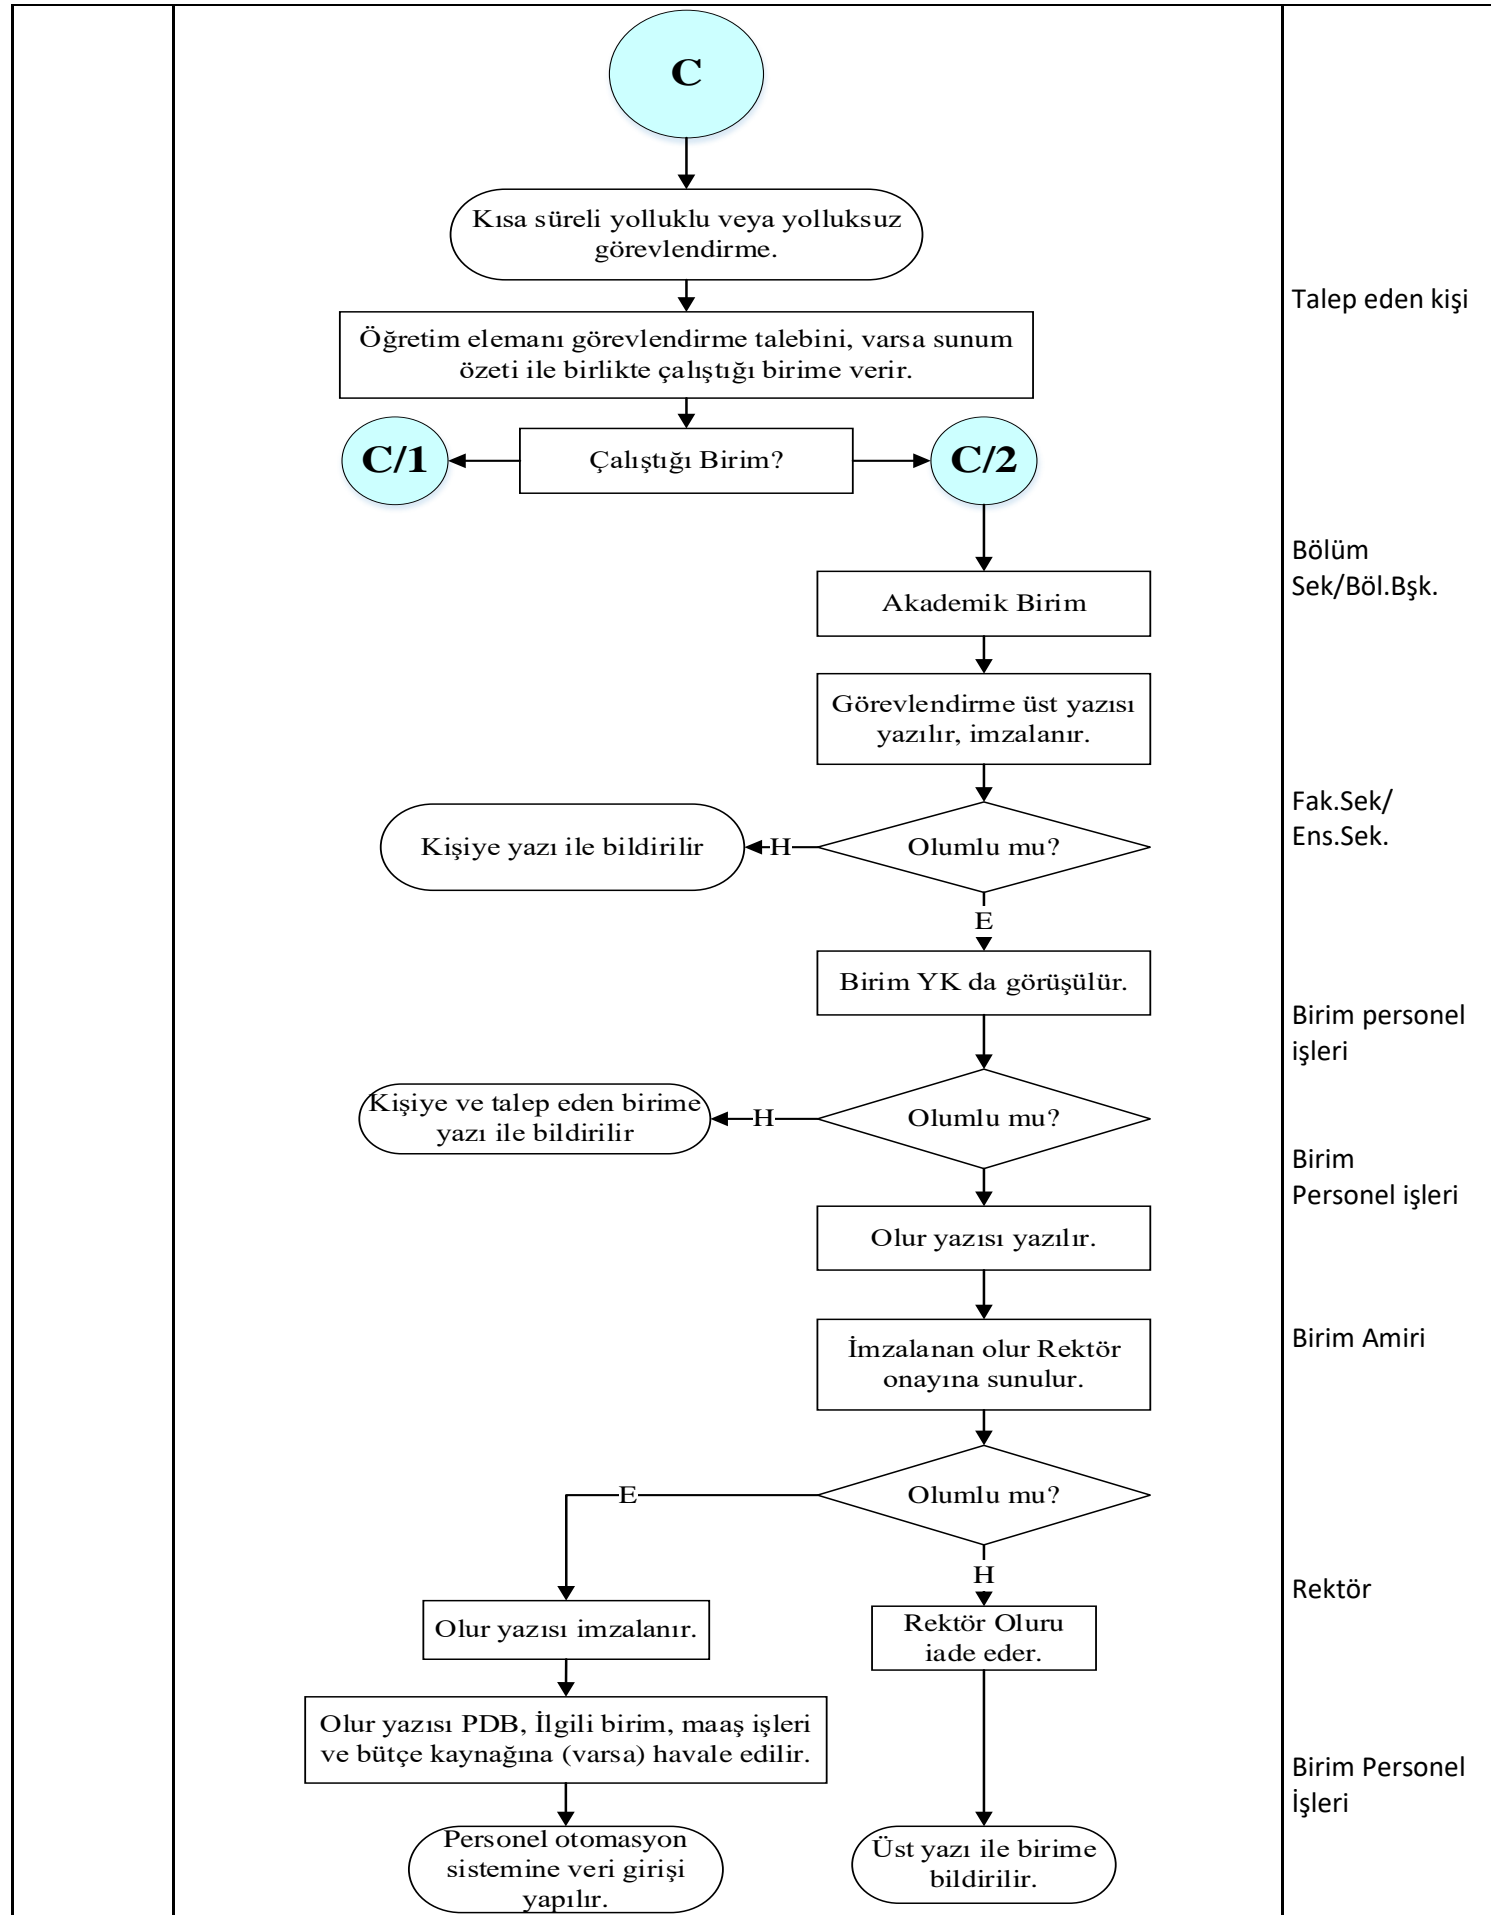 C
Kısa süreli yolluklu veya yolluksuz
görevlendirme.
Talep eden kişi
Öğretim elemanı görevlendirme talebini, varsa sunum
özeti ile birlikte çalıştığı birime verir.
C/1
Çalıştığı Birim?
C/2
Bölüm
Sek/Böl.Bşk.
Akademik Birim
Görevlendirme üst yazısı
yazılır, imzalanır.
Fak.Sek/
Ens.Sek.
Kişiye yazı ile bildirilir
H
Olumlu mu?
E
Birim YK da görüşülür.
Birim personel
işleri
Kişiye ve talep eden birime
yazı ile bildirilir
H
Olumlu mu?
Birim
Personel işleri
Olur yazısı yazılır.
İmzalanan olur Rektör
onayına sunulur.
Birim Amiri
E
Olumlu mu?
H
Rektör
Olur yazısı imzalanır.
Rektör Oluru
iade eder.
Olur yazısı PDB, İlgili birim, maaş işleri
ve bütçe kaynağına (varsa) havale edilir.
Birim Personel
İşleri
Personel otomasyon
sistemine veri girişi
yapılır.
Üst yazı ile birime
bildirilir.